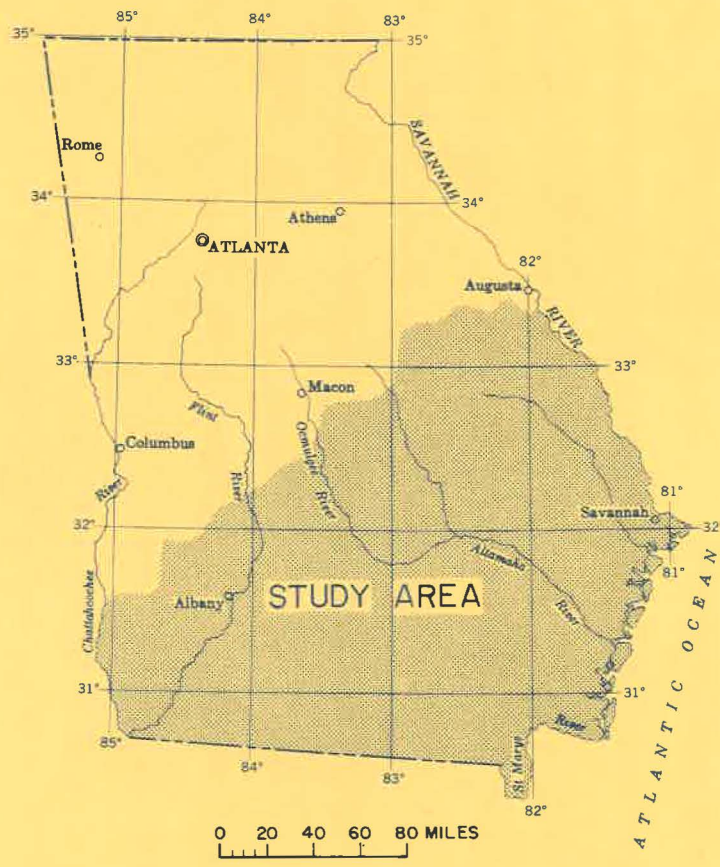 85°
84°
83°
35°
35°
Rome
SAVANNAH
34°
34°
Athens
ATLANTA
82°
Augusta
RIVER
33°
33°
Macon
Flint
Columbus
Ocmulgee
River
River
River
81°
Savannah
32°
32°
81°
Altamaha
STUDY AREA
Albany
River
Chattahoochee
31°
31°
River
85°
St Marys
84°
83°
82°
ATLANTIC OCEAN
0 20 40 60 80 MILES